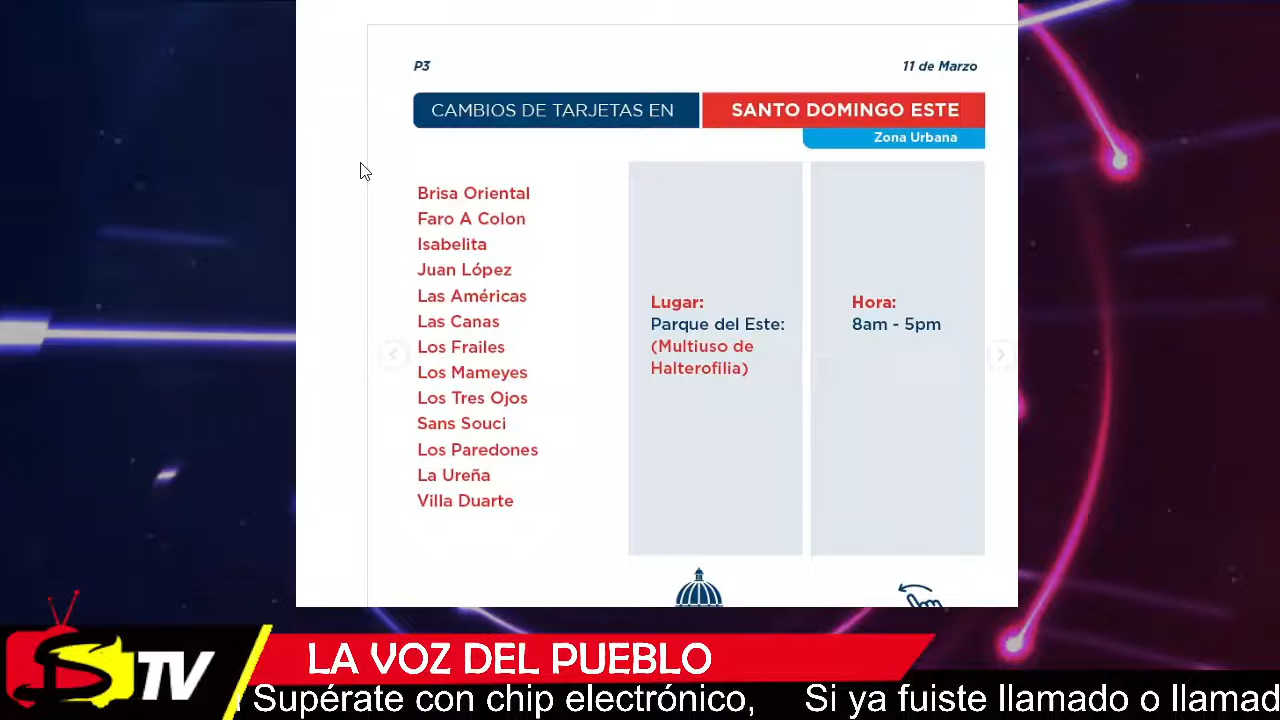 P3
11 de Marzo
CAMBIOS DE TARJETAS EN SANTO DOMINGO ESTE
Zona Urbana
Brisa Oriental
Faro A Colon
Isabelita
Juan López
Las Américas
Las Canas
Los Frailes
Los Mameyes
Los Tres Ojos
Sans Souci
Los Paredones
La Ureña
Villa Duarte
Lugar:
Parque del Este:
(Multiuso de
Halterofilia)
Hora:
8am - 5pm
STV
LA VOZ DEL PUEBLO
Supérate con chip electrónico, Si ya fuiste llamado o llamad